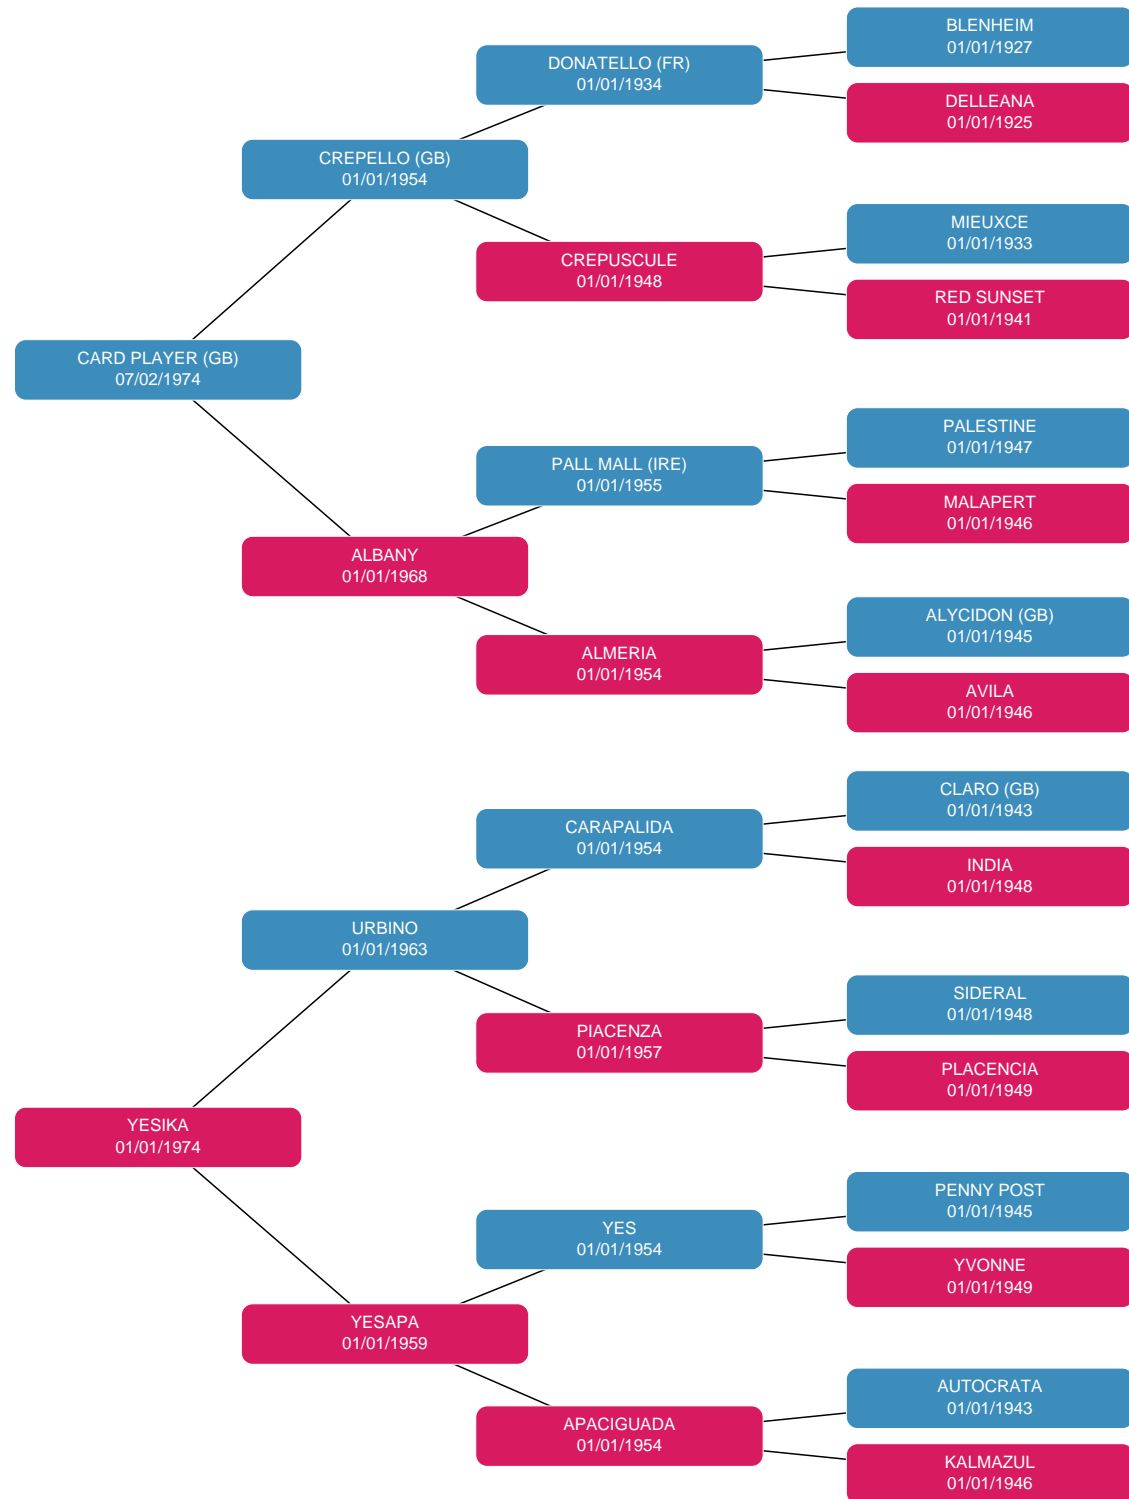 BLENHEIM
01/01/1927
DONATELLO (FR)
01/01/1934
DELLEANA
01/01/1925
CREPELLO (GB)
01/01/1954
MIEUXCE
01/01/1933
CREPUSCULE
01/01/1948
RED SUNSET
01/01/1941
CARD PLAYER (GB)
07/02/1974
PALESTINE
01/01/1947
PALL MALL (IRE)
01/01/1955
MALAPERT
01/01/1946
ALBANY
01/01/1968
ALYCIDON (GB)
01/01/1945
ALMERIA
01/01/1954
AVILA
01/01/1946
CLARO (GB)
01/01/1943
CARAPALIDA
01/01/1954
INDIA
01/01/1948
URBINO
01/01/1963
SIDERAL
01/01/1948
PIACENZA
01/01/1957
PLACENCIA
01/01/1949
YESIKA
01/01/1974
PENNY POST
01/01/1945
YES
01/01/1954
YVONNE
01/01/1949
YESAPA
01/01/1959
AUTOCRATA
01/01/1943
APACIGUADA
01/01/1954
KALMAZUL
01/01/1946